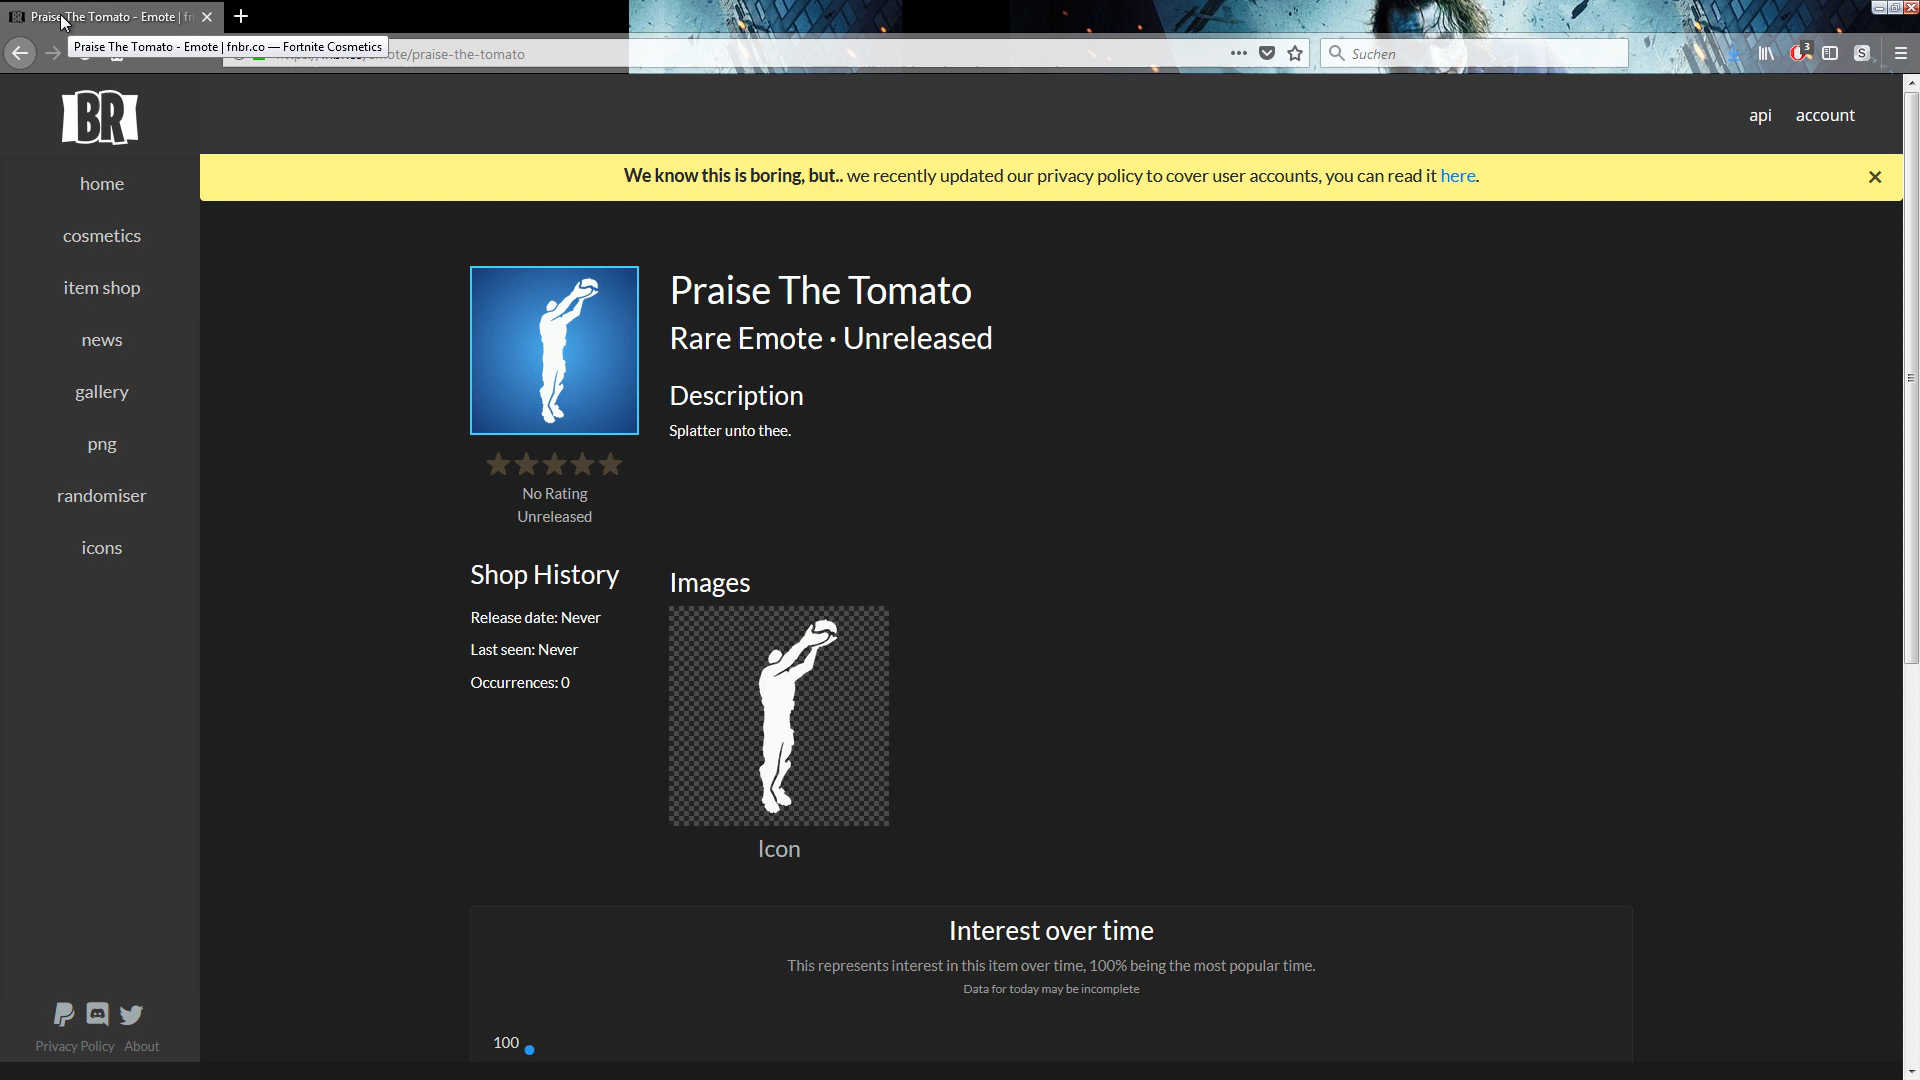 Praise The Tomato - Emote | fn
Praise The Tomato - Emote | fnbr.co — Fortnite Cosmetics
ote/praise-the-tomato
Suchen
3
S
BR
api account
We know this is boring, but.. we recently updated our privacy policy to cover user accounts, you can read it here.
home
cosmetics
item shop
news
gallery
png
randomiser
icons
Praise The Tomato
Rare Emote · Unreleased
Description
Splatter unto thee.
No Rating
Unreleased
Shop History
Release date: Never
Last seen: Never
Occurrences: 0
Images
Icon
Interest over time
This represents interest in this item over time, 100% being the most popular time.
Data for today may be incomplete
100
Privacy Policy About